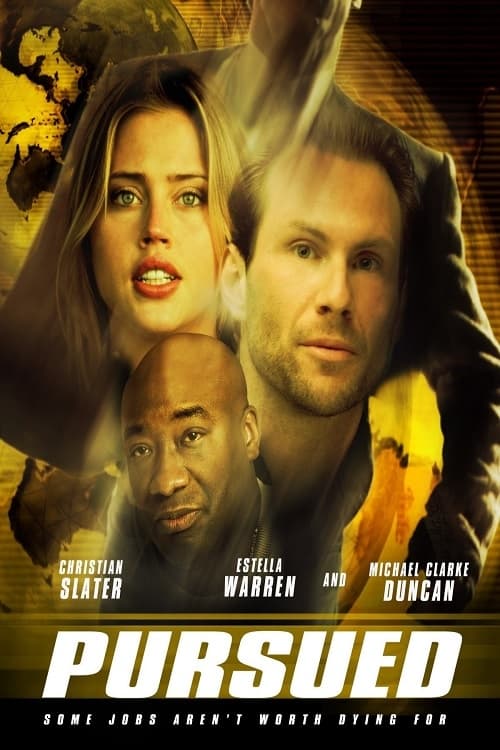 CHRISTIAN
SLATER
ESTELLA
WARREN
AND
MICHAEL CLARKE
DUNCAN
PURSUED
SOME JOBS AREN'T WORTH DYING FOR